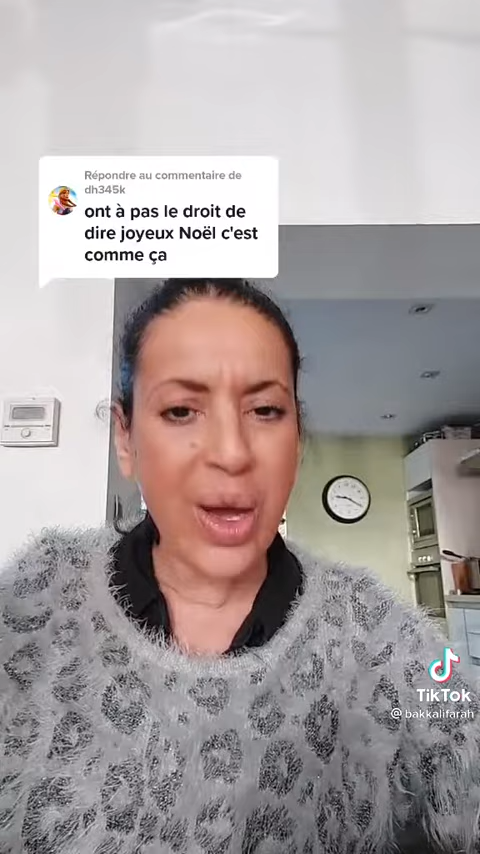 Répondre au commentaire de
dh345k
ont à pas le droit de
dire joyeux Noël c'est
comme ça
TikTok
@bakkalifarah